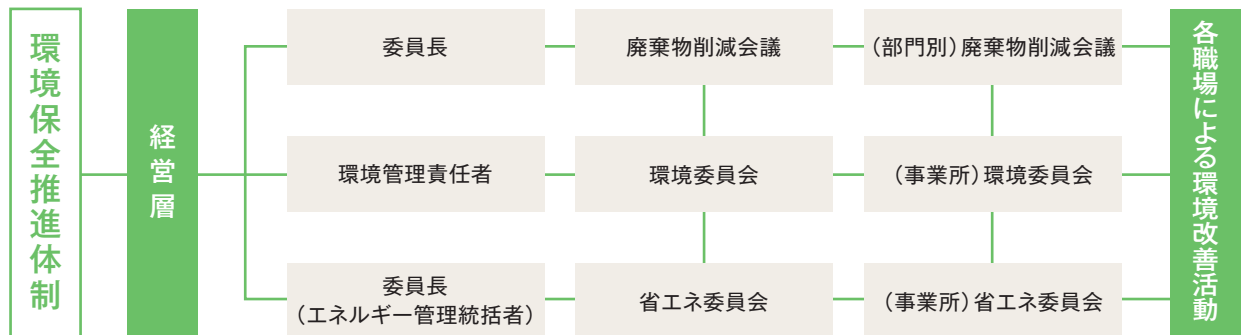 環境保全推進体制
経営層
委員長
廃棄物削減会議
（部門別）廃棄物削減会議
環境管理責任者
環境委員会
（事業所）環境委員会
委員長
（エネルギー管理統括者）
省エネ委員会
（事業所）省エネ委員会
各職場による環境改善活動